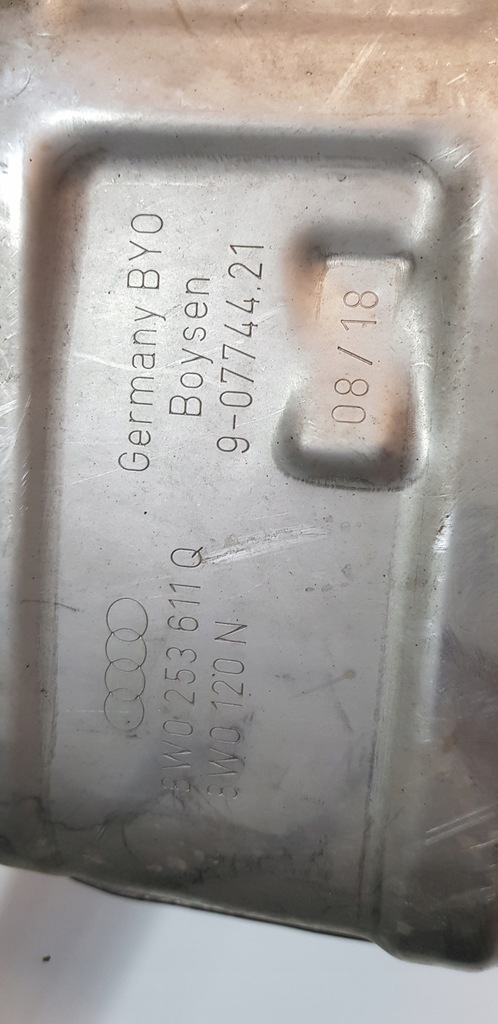 8W0 253 611 Q
8W0 120 N
Germany BYO
Boysen
9-07744.21
08/18